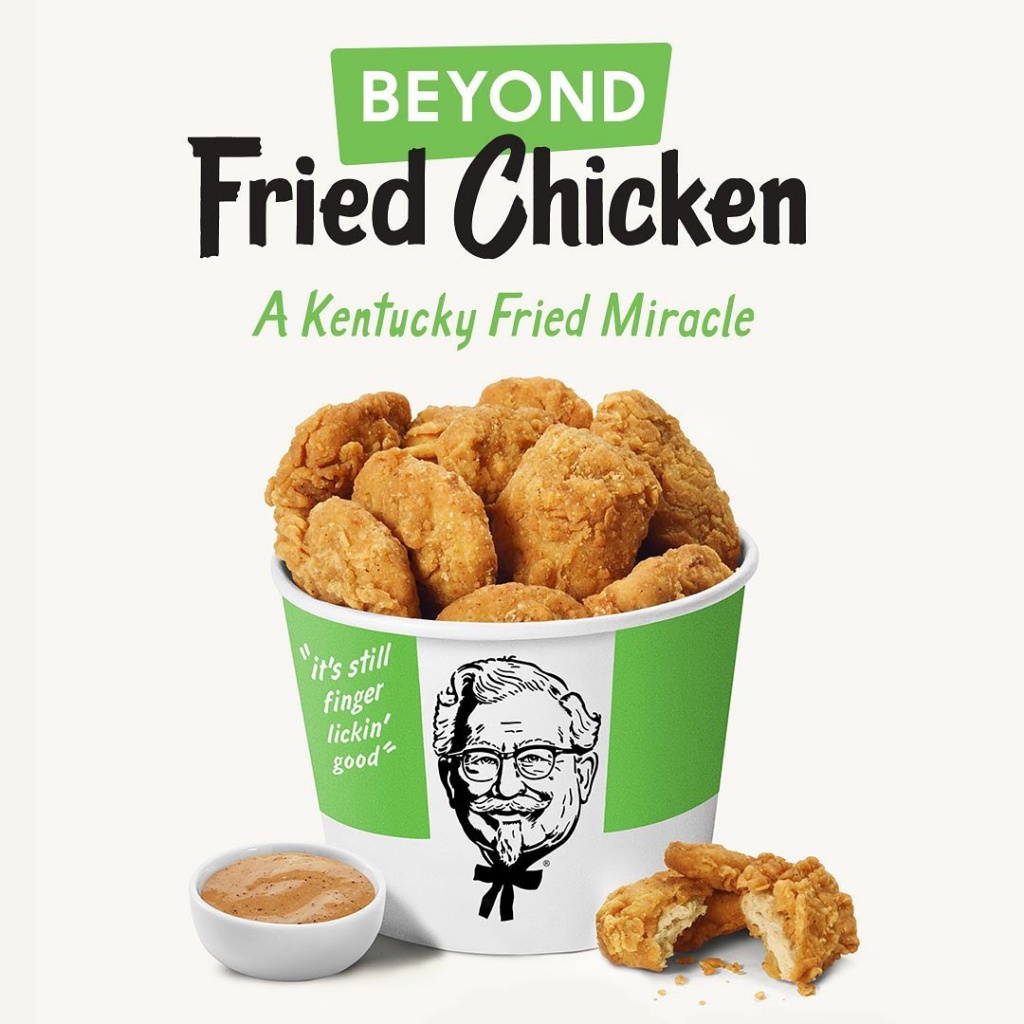 BEYOND
Fried Chicken
A Kentucky Fried Miracle
"it's still
finger
lickin'
good"
®